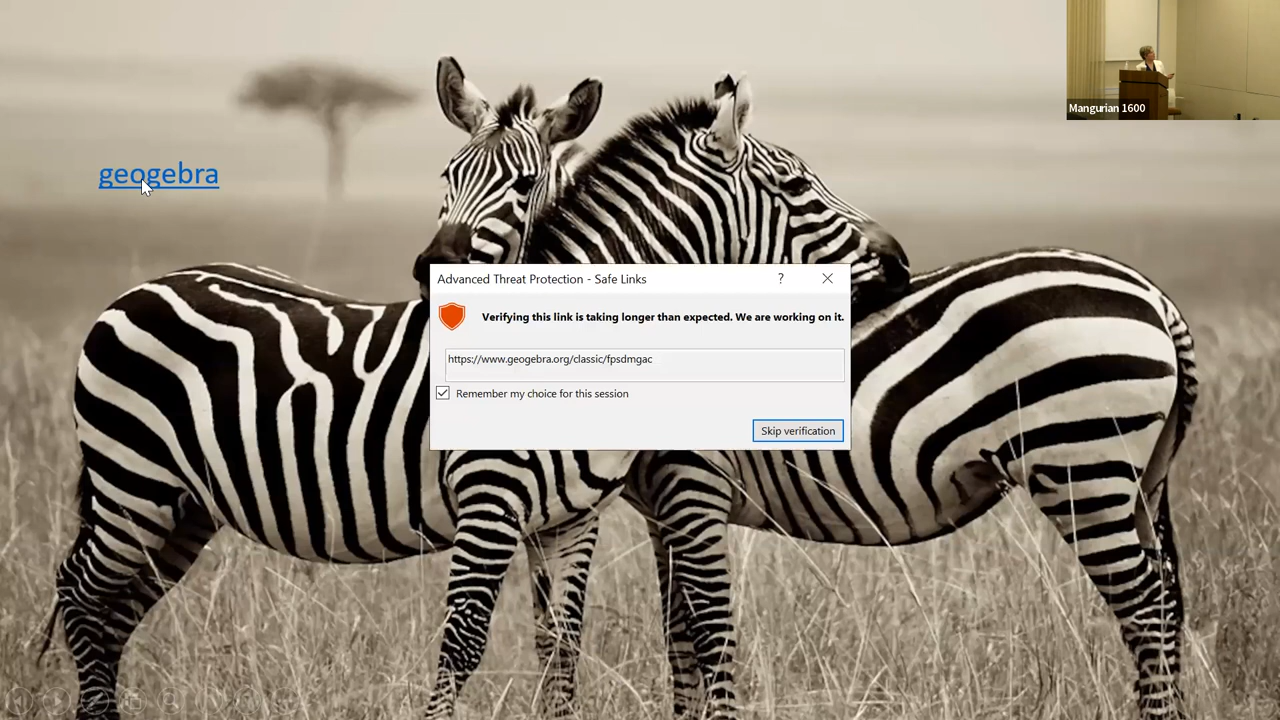 Mangurian 1600
geogebra
Advanced Threat Protection - Safe Links
?
Verifying this link is taking longer than expected. We are working on it.
https://www.geogebra.org/classic/fpsdmgac
Remember my choice for this session
Skip verification